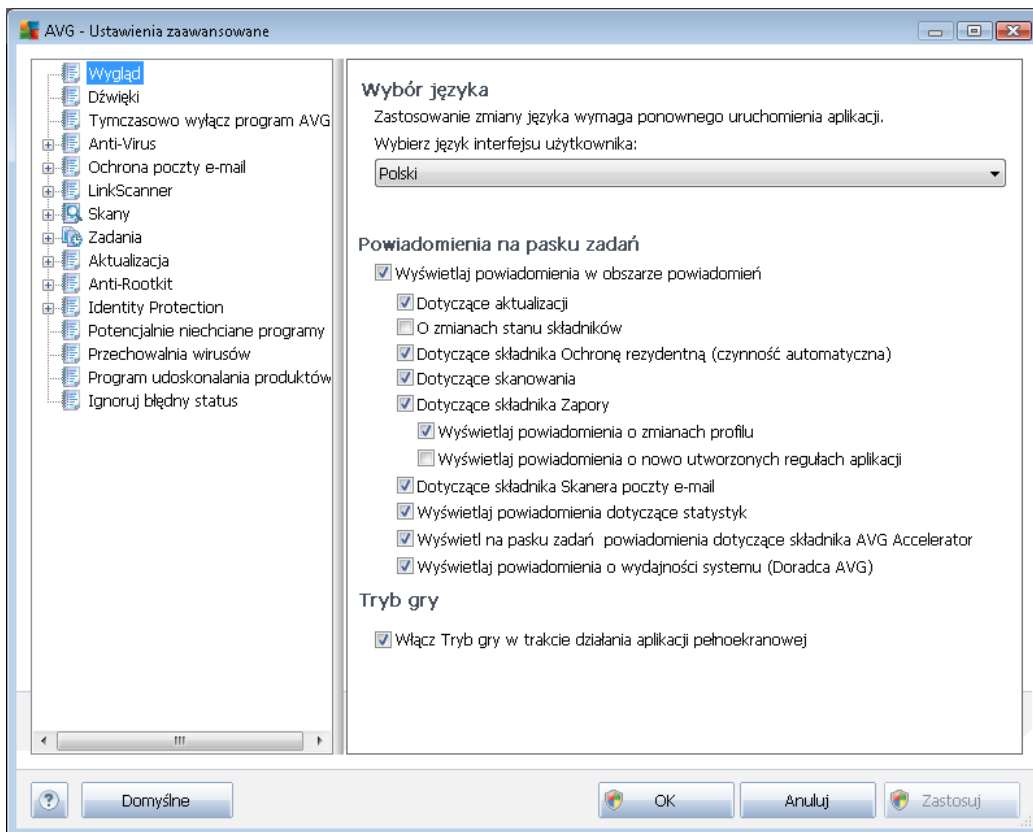 AVG - Ustawienia zaawansowane
Wygląd
Dźwięki
Tymczasowo wyłącz program AVG
Anti-Virus
Ochrona poczty e-mail
LinkScanner
Skany
Zadania
Aktualizacja
Anti-Rootkit
Identity Protection
Potencjalnie niechciane programy
Przechowalnia wirusów
Program udoskonalania produktów
Ignoruj błędny status
Wybór języka
Zastosowanie zmiany języka wymaga ponownego uruchomienia aplikacji.
Wybierz język interfejsu użytkownika:
Polski
Powiadomienia na pasku zadań
Wyświetlaj powiadomienia w obszarze powiadomień
Dotyczące aktualizacji
O zmianach stanu składników
Dotyczące składnika Ochronę rezydentną (czynność automatyczna)
Dotyczące skanowania
Dotyczące składnika Zapory
Wyświetlaj powiadomienia o zmianach profilu
Wyświetlaj powiadomienia o nowo utworzonych regułach aplikacji
Dotyczące składnika Skanera poczty e-mail
Wyświetlaj powiadomienia dotyczące statystyk
Wyświetl na pasku zadań powiadomienia dotyczące składnika AVG Accelerator
Wyświetlaj powiadomienia o wydajności systemu (Doradca AVG)
Tryb gry
Włącz Tryb gry w trakcie działania aplikacji pełnoekranowej
?
Domyślne
OK
Anuluj
Zastosuj